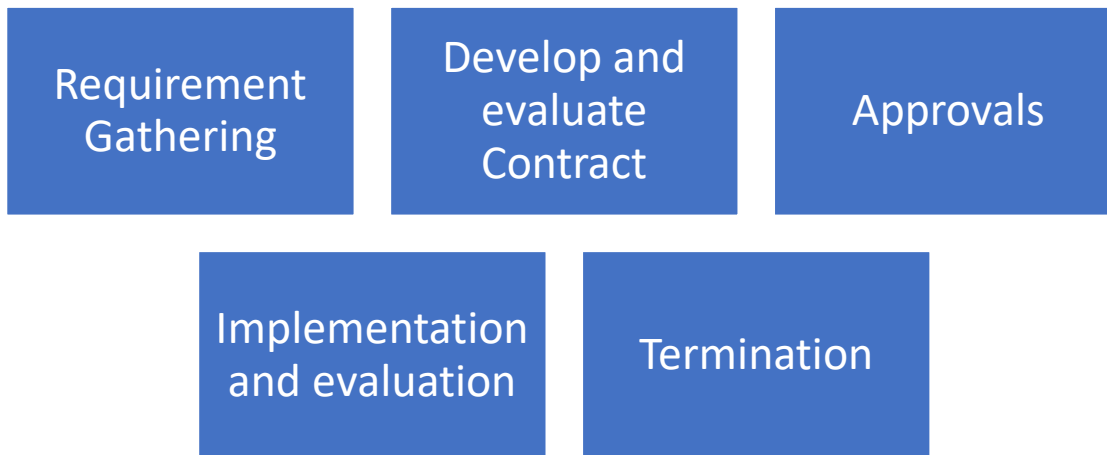 Requirement
Gathering
Develop and
evaluate
Contract
Approvals
Implementation
and evaluation
Termination